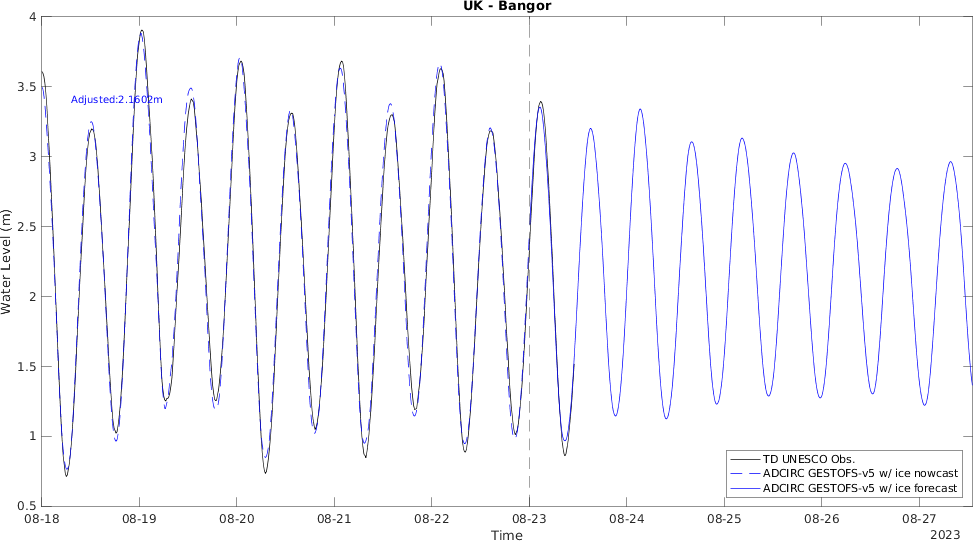 UK - Bangor
4
3.5
3
2.5
2
1.5
1
0.5
Water Level (m)
Adjusted:2.1602m
TD UNESCO Obs.
ADCIRC GESTOFS-v5 w/ ice nowcast
ADCIRC GESTOFS-v5 w/ ice forecast
08-18 08-19 08-20 08-21 08-22 08-23 08-24 08-25 08-26 08-27
Time
2023